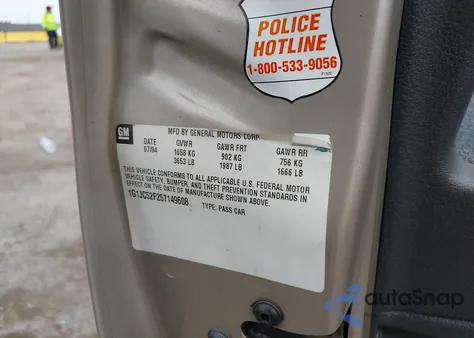 POLICE
HOTLINE
1-800-533-9056
GM
MFD BY GENERAL MOTORS CORP
DATE GVWR GAWR FRT GAWR RR
07/04 1658 KG 902 KG 756 KG
3653 LB 1987 LB 1666 LB
THIS VEHICLE CONFORMS TO ALL APPLICABLE U.S. FEDERAL MOTOR
VEHICLE SAFETY, BUMPER, AND THEFT PREVENTION STANDARDS IN
EFFECT ON THE DATE OF MANUFACTURE SHOWN ABOVE.
1G1JC52F257149608 TYPE: PASS CAR
autoSnap